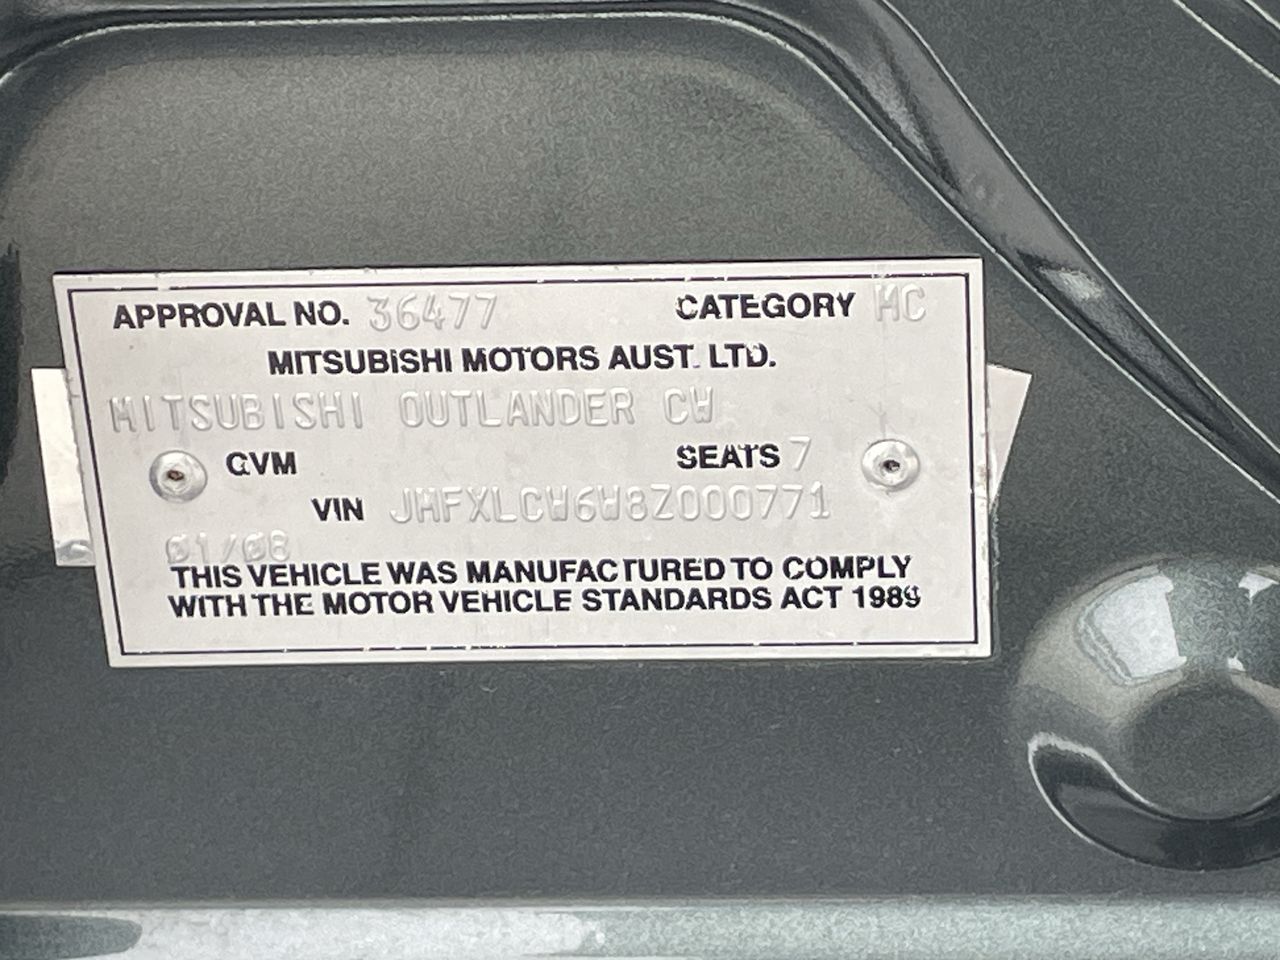 APPROVAL NO. 36477 CATEGORY MC
MITSUBISHI MOTORS AUST. LTD.
MITSUBISHI OUTLANDER CW
GVM SEATS 7
VIN JMFXLCW6W8Z000771
01/08
THIS VEHICLE WAS MANUFACTURED TO COMPLY
WITH THE MOTOR VEHICLE STANDARDS ACT 1989